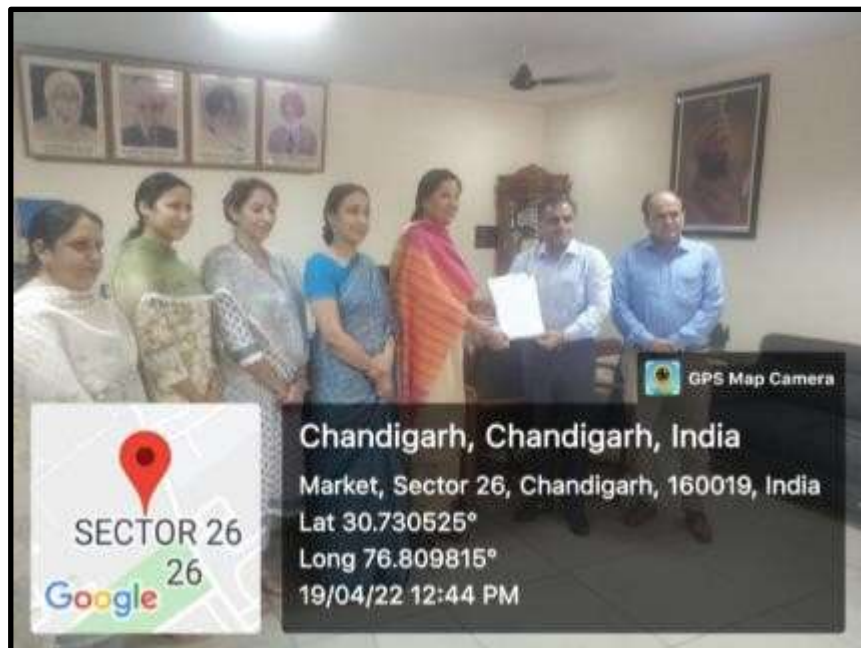 GPS Map Camera
SECTOR 26
26
Google
Chandigarh, Chandigarh, India
Market, Sector 26, Chandigarh, 160019, India
Lat 30.730525°
Long 76.809815°
19/04/22 12:44 PM